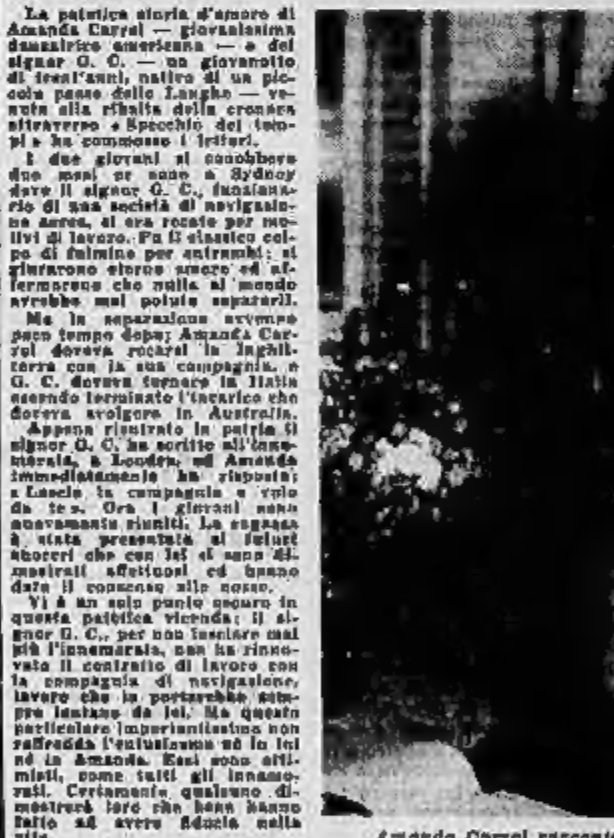 La patetica storia d'amore di
Amanda Carrol — giovanissima
danzatrice americana — e del
signor G. C. — un giovanotto
di trent'anni, nativo di un pic-
colo paese delle Langhe — ve-
nuta alla ribalta della cronaca
attraverso « Specchio dei tem-
pi » ha commosso i lettori.
I due giovani si conobbero
due mesi or sono a Sydney
dove il signor G. C., funziona-
rio di una società di navigazio-
ne aerea, si era recato per mo-
tivi di lavoro. Fu il classico col-
po di fulmine per entrambi: si
giurarono eterno amore ed af-
fermarono che nulla al mondo
avrebbe mai potuto separarli.
Ma la separazione avvenne
poco tempo dopo: Amanda Car-
rol doveva recarsi in Inghil-
terra con la sua compagnia, e
G. C. doveva tornare in Italia
avendo terminato l'incarico che
doveva svolgere in Australia.
Appena rientrato in patria il
signor G. C. ha scritto all'inna-
morata, a Londra, ed Amanda
immediatamente ha risposto:
« Lascio la compagnia e volo
da te ». Ora i giovani sono
nuovamente riuniti. La ragazza
è stata presentata ai futuri
suoceri che con lei si sono di-
mostrati affettuosi ed hanno
dato il consenso alle nozze.
Vi è un solo punto oscuro in
questa patetica vicenda: il si-
gnor G. C., per non lasciare mai
più l'innamorata, non ha rinno-
vato il contratto di lavoro con
la compagnia di navigazione,
lavoro che lo porterebbe sem-
pre lontano da lei. Ma questo
particolare importantissimo non
raffredda l'entusiasmo né in lui
né in Amanda. Essi sono otti-
misti, come tutti gli innamo-
rati. Certamente qualcuno di-
mostrerà loro che bene hanno
fatto ad avere fiducia nella
vita.
Amanda Carrol